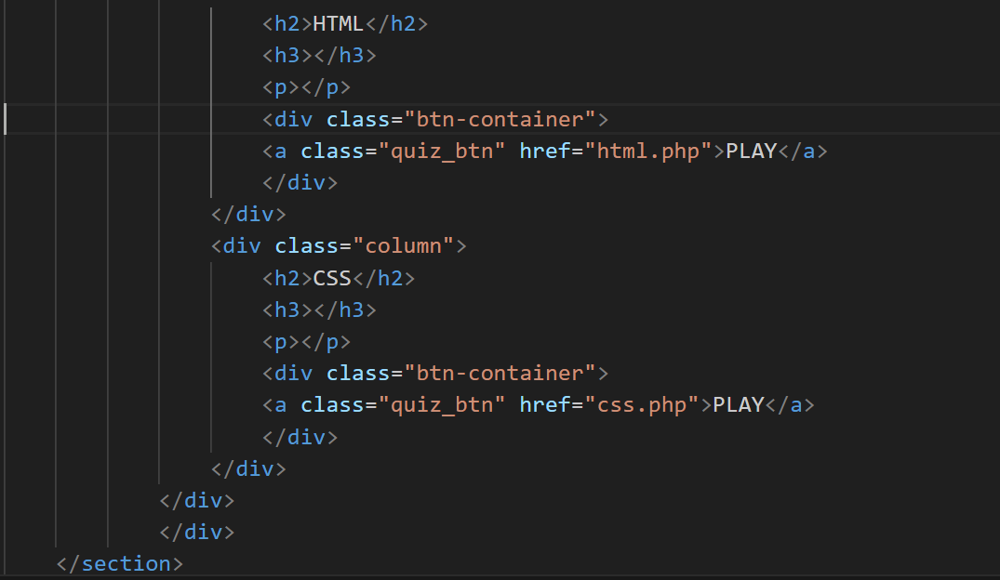 <h2>HTML</h2>
<h3></h3>
<p></p>
<div class="btn-container">
<a class="quiz_btn" href="html.php">PLAY</a>
</div>
</div>
<div class="column">
<h2>CSS</h2>
<h3></h3>
<p></p>
<div class="btn-container">
<a class="quiz_btn" href="css.php">PLAY</a>
</div>
</div>
</div>
</div>
</section>